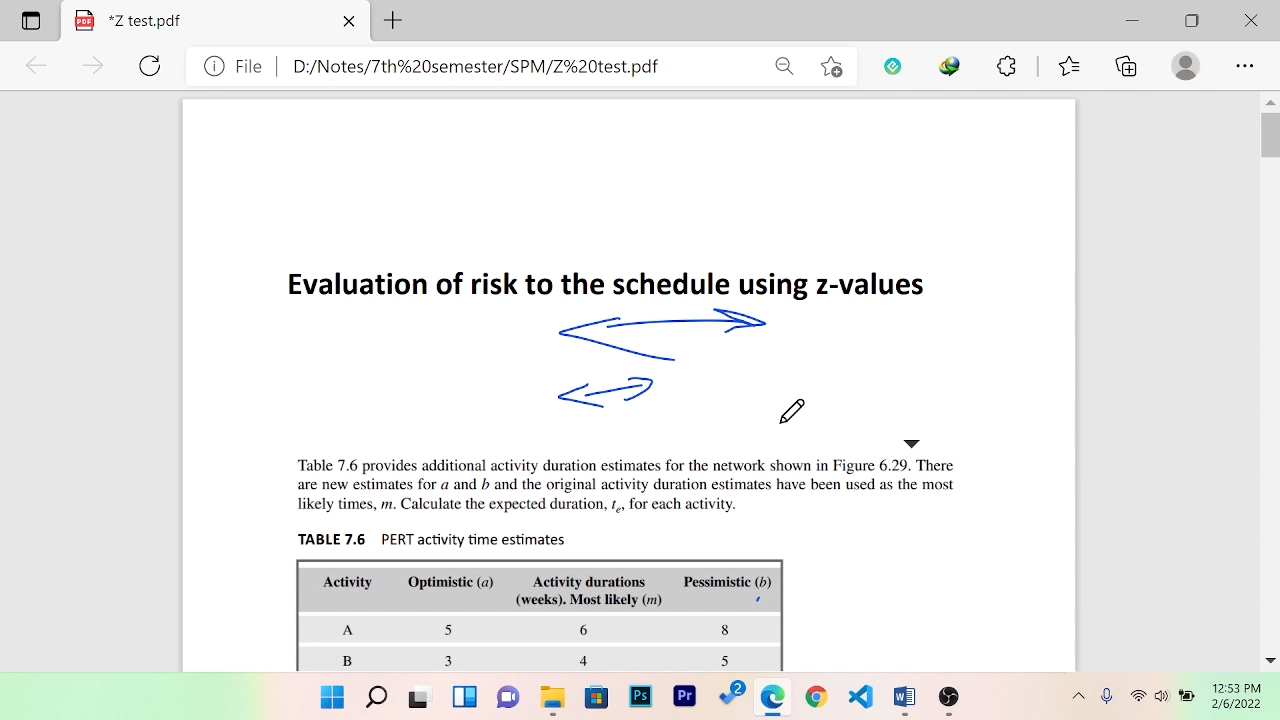 *Z test.pdf
File | D:/Notes/7th%20semester/SPM/Z%20test.pdf
Evaluation of risk to the schedule using z-values
Table 7.6 provides additional activity duration estimates for the network shown in Figure 6.29. There
are new estimates for a and b and the original activity duration estimates have been used as the most
likely times, m. Calculate the expected duration, te, for each activity.
TABLE 7.6 PERT activity time estimates
Activity Optimistic (a) Activity durations Pessimistic (b)
(weeks). Most likely (m)
A 5 6 8
B 3 4 5
PDF
Ps
Pr
2
12:53 PM
2/6/2022